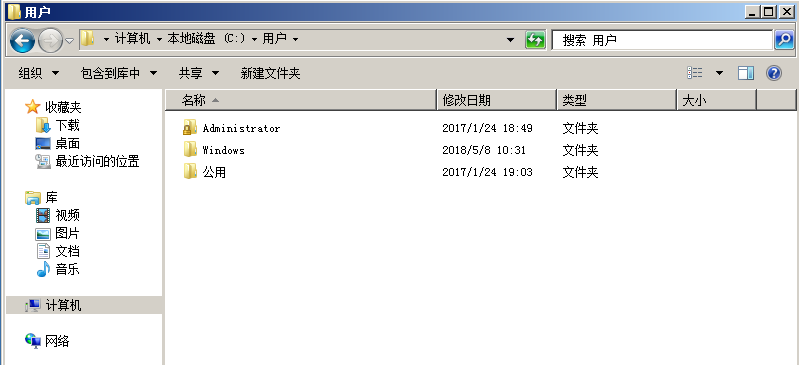 用户
计算机 本地磁盘 (C:) 用户
搜索 用户
组织 包含到库中 共享 新建文件夹
收藏夹
下载
桌面
最近访问的位置
库
视频
图片
文档
音乐
计算机
网络
名称 修改日期 类型 大小
Administrator 2017/1/24 18:49 文件夹
Windows 2018/5/8 10:31 文件夹
公用 2017/1/24 19:03 文件夹